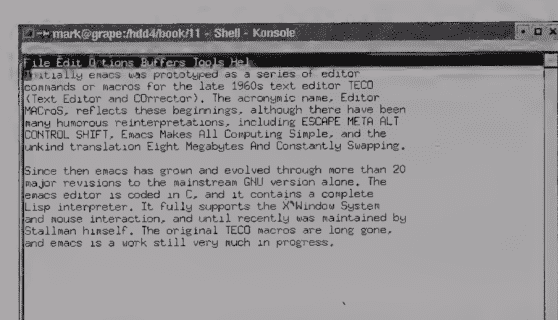 mark@grape:/hdd4/book/11 - Shell - Konsole
File Edit Options Buffers Tools Hel
Initially emacs was prototyped as a series of editor
commands or macros for the late 1960s text editor TECO
(Text Editor and COrrector). The acronymic name, Editor
MACroS, reflects these beginnings, although there have been
many humorous reinterpretations, including ESCAPE META ALT
CONTROL SHIFT, Emacs Makes All Computing Simple, and the
unkind translation Eight Megabytes And Constantly Swapping.
Since then emacs has grown and evolved through more than 20
major revisions to the mainstream GNU version alone. The
emacs editor is coded in C, and it contains a complete
Lisp interpreter. It fully supports the X Window System
and mouse interaction, and until recently was maintained by
Stallman himself. The original TECO macros are long gone,
and emacs is a work still very much in progress.